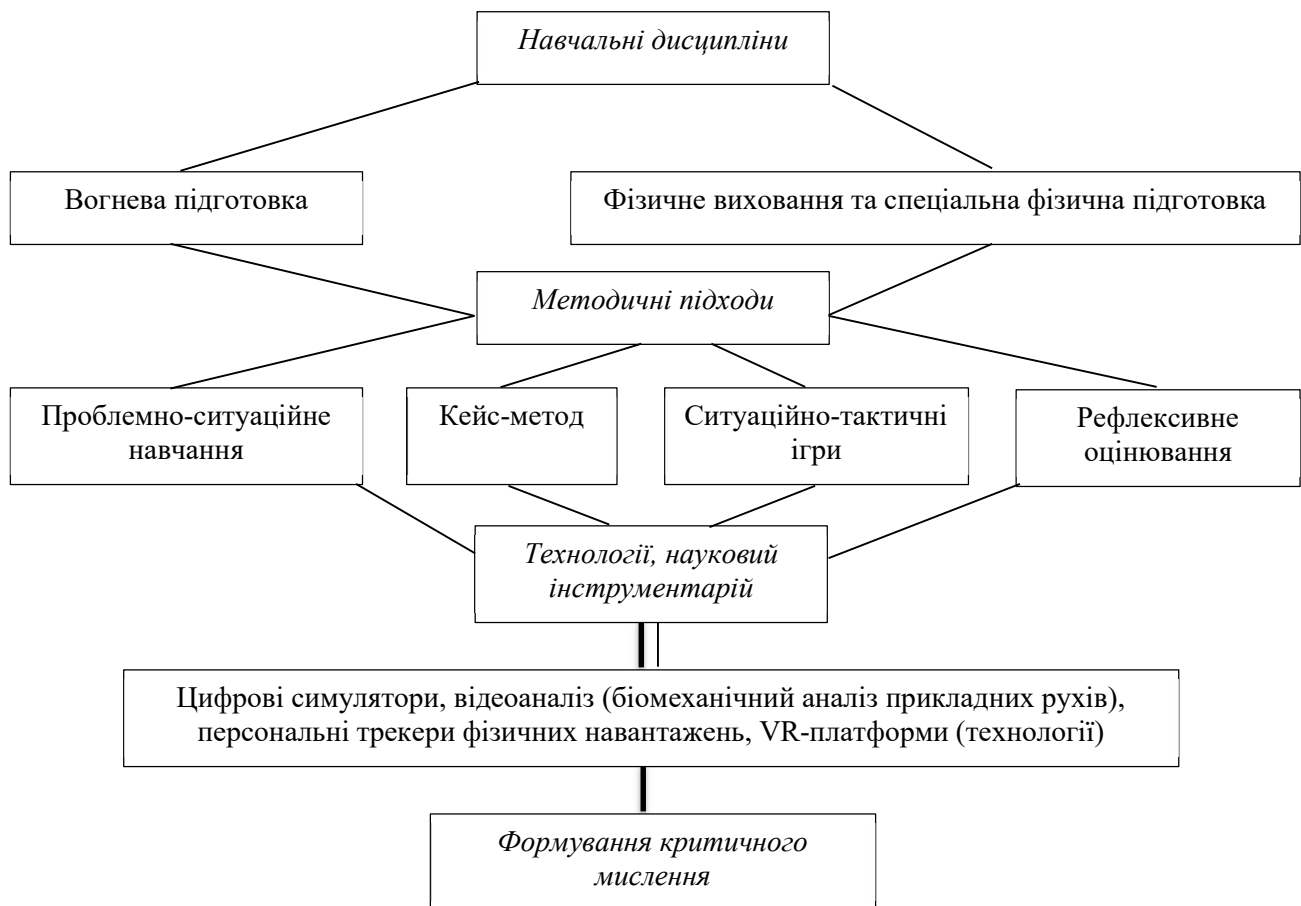 Навчальні дисципліни
Вогнева підготовка
Фізичне виховання та спеціальна фізична підготовка
Методичні підходи
Проблемно-ситуаційне
навчання
Кейс-метод
Ситуаційно-тактичні
ігри
Рефлексивне
оцінювання
Технології, науковий
інструментарій
Цифрові симулятори, відеоаналіз (біомеханічний аналіз прикладних рухів),
персональні трекери фізичних навантажень, VR-платформи (технології)
Формування критичного
мислення